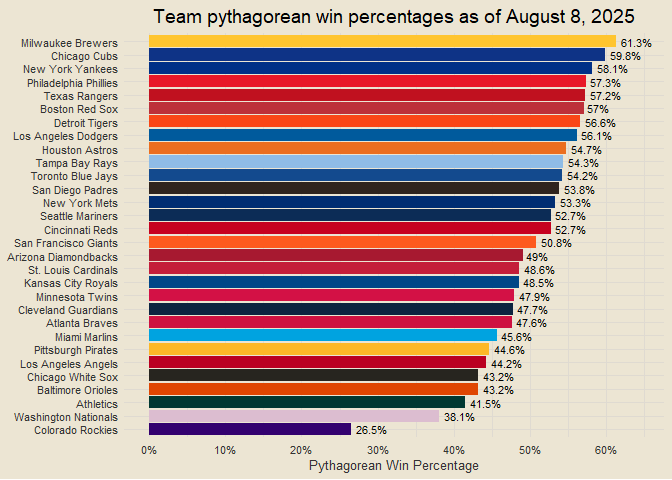 Team pythagorean win percentages as of August 8, 2025
Milwaukee Brewers 61.3%
Chicago Cubs 59.8%
New York Yankees 58.1%
Philadelphia Phillies 57.3%
Texas Rangers 57.2%
Boston Red Sox 57%
Detroit Tigers 56.6%
Los Angeles Dodgers 56.1%
Houston Astros 54.7%
Tampa Bay Rays 54.3%
Toronto Blue Jays 54.2%
San Diego Padres 53.8%
New York Mets 53.3%
Seattle Mariners 52.7%
Cincinnati Reds 52.7%
San Francisco Giants 50.8%
Arizona Diamondbacks 49%
St. Louis Cardinals 48.6%
Kansas City Royals 48.5%
Minnesota Twins 47.9%
Cleveland Guardians 47.7%
Atlanta Braves 47.6%
Miami Marlins 45.6%
Pittsburgh Pirates 44.6%
Los Angeles Angels 44.2%
Chicago White Sox 43.2%
Baltimore Orioles 43.2%
Athletics 41.5%
Washington Nationals 38.1%
Colorado Rockies 26.5%
0% 10% 20% 30% 40% 50% 60%
Pythagorean Win Percentage